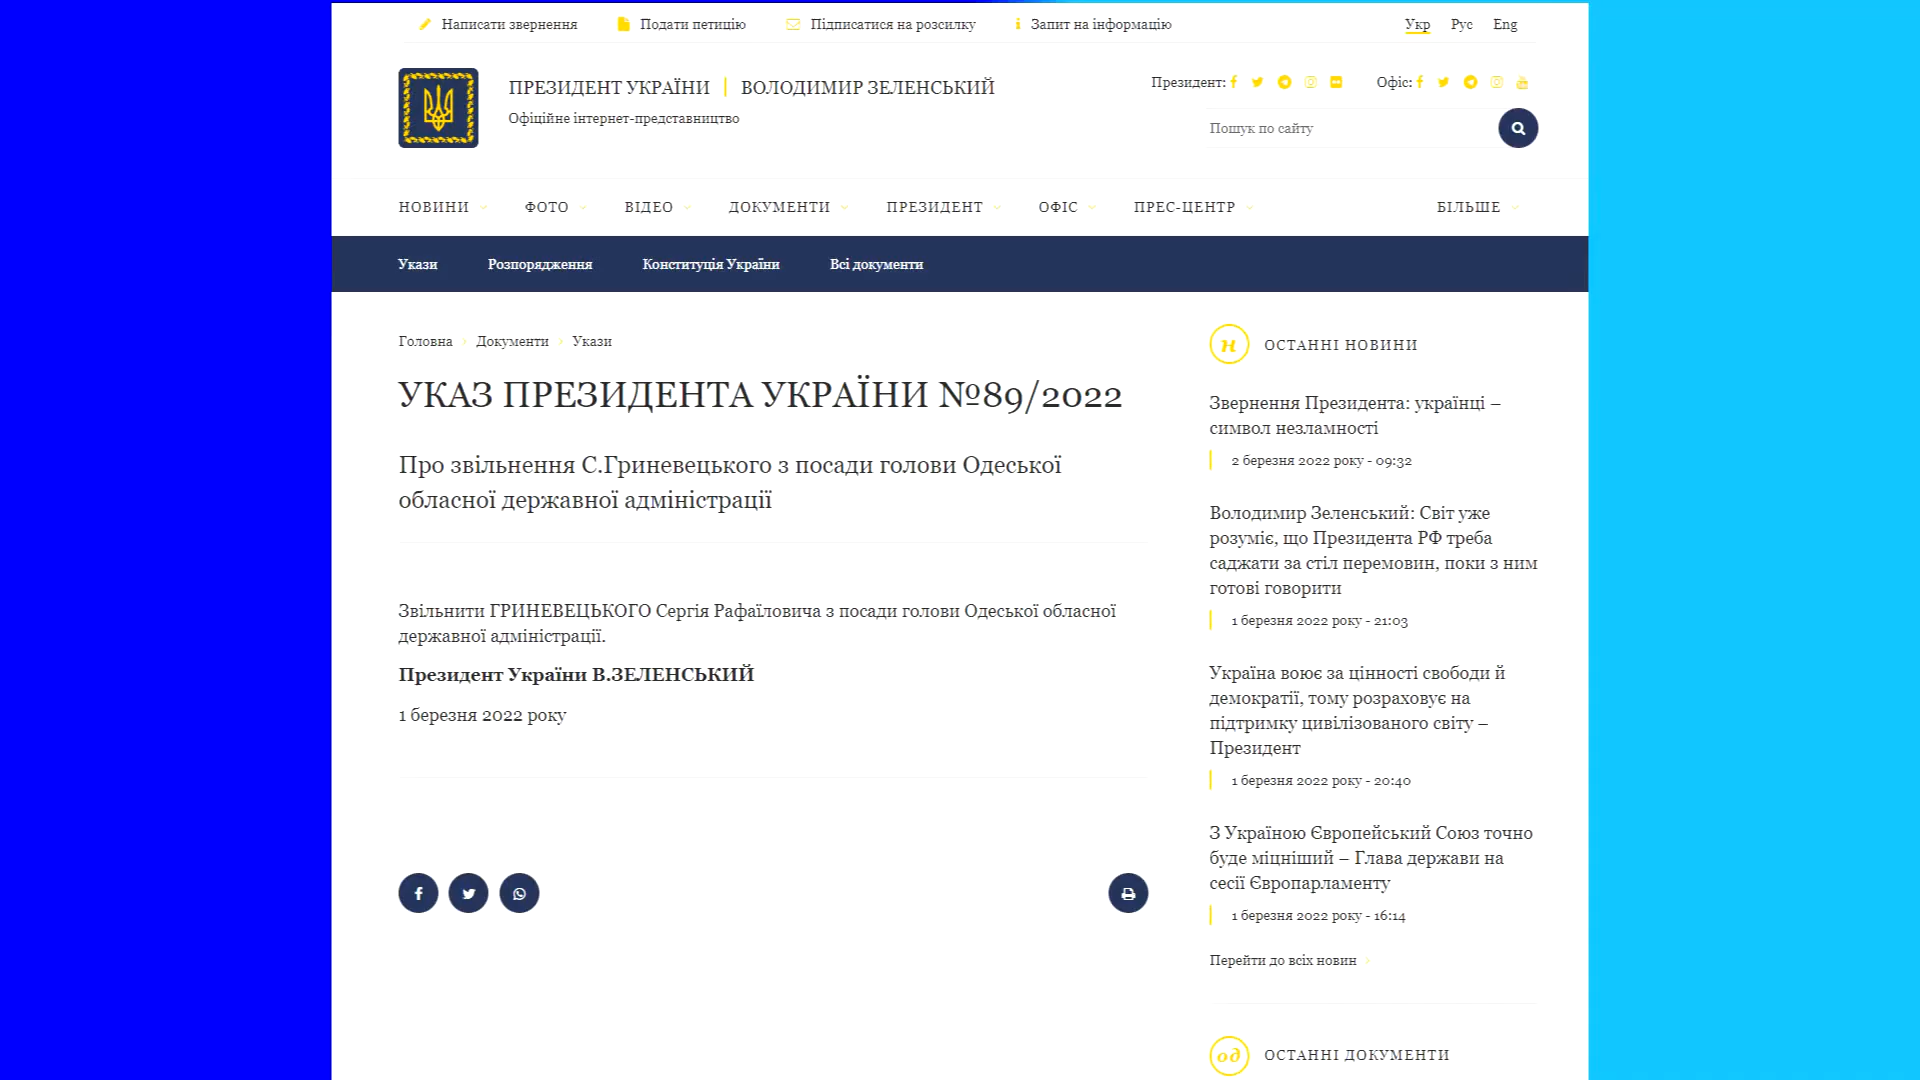 Написати звернення
Подати петицію
Підписатися на розсилку
Запит на інформацію
Укр
Рус
Eng
ПРЕЗИДЕНТ УКРАЇНИ
ВОЛОДИМИР ЗЕЛЕНСЬКИЙ
Офіційне інтернет-представництво
Президент:
Офіс:
Пошук по сайту
НОВИНИ
ФОТО
ВІДЕО
ДОКУМЕНТИ
ПРЕЗИДЕНТ
ОФІС
ПРЕС-ЦЕНТР
БІЛЬШЕ
Укази
Розпорядження
Конституція України
Всі документи
Головна
Документи
Укази
УКАЗ ПРЕЗИДЕНТА УКРАЇНИ №89/2022
Про звільнення С.Гриневецького з посади голови Одеської
обласної державної адміністрації
Звільнити ГРИНЕВЕЦЬКОГО Сергія Рафаїловича з посади голови Одеської обласної
державної адміністрації.
Президент України В.ЗЕЛЕНСЬКИЙ
1 березня 2022 року
н
ОСТАННІ НОВИНИ
Звернення Президента: українці –
символ незламності
2 березня 2022 року - 09:32
Володимир Зеленський: Світ уже
розуміє, що Президента РФ треба
саджати за стіл перемовин, поки з ним
готові говорити
1 березня 2022 року - 21:03
Україна воює за цінності свободи й
демократії, тому розраховує на
підтримку цивілізованого світу –
Президент
1 березня 2022 року - 20:40
З Україною Європейський Союз точно
буде міцніший – Глава держави на
сесії Європарламенту
1 березня 2022 року - 16:14
Перейти до всіх новин
од
ОСТАННІ ДОКУМЕНТИ